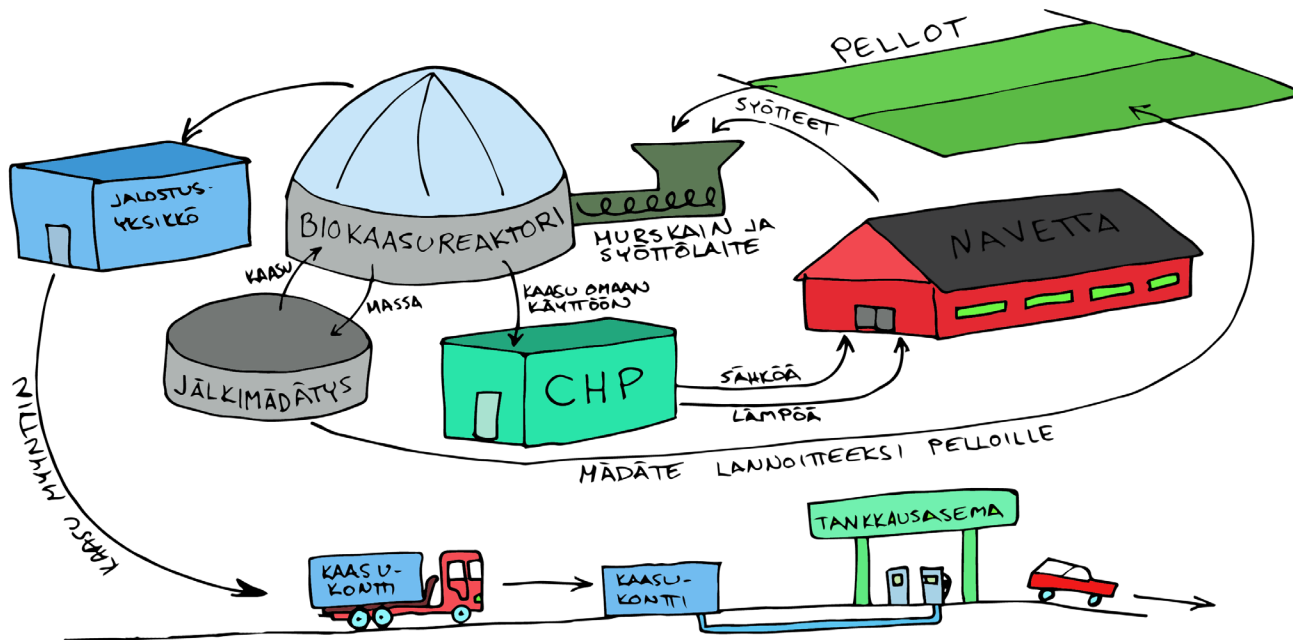 PELLOT
SYÖTTEET
JALOSTUS-
YKSIKKÖ
BIOKAASUREAKTORI
MURSKAIN JA
SYÖTTÖLAITE
NAVETTA
KAASU
MASSA
KAASU OMAAN
KÄYTTÖÖN
JÄLKIMÄDÄTYS
CHP
SÄHKÖÄ
LÄMPÖÄ
MÄDÄTE LANNOITTEEKSI PELLOILLE
KAASU MYYNTIIN
KAASU-
KONTTI
KAASU-
KONTTI
TANKKAUSASEMA